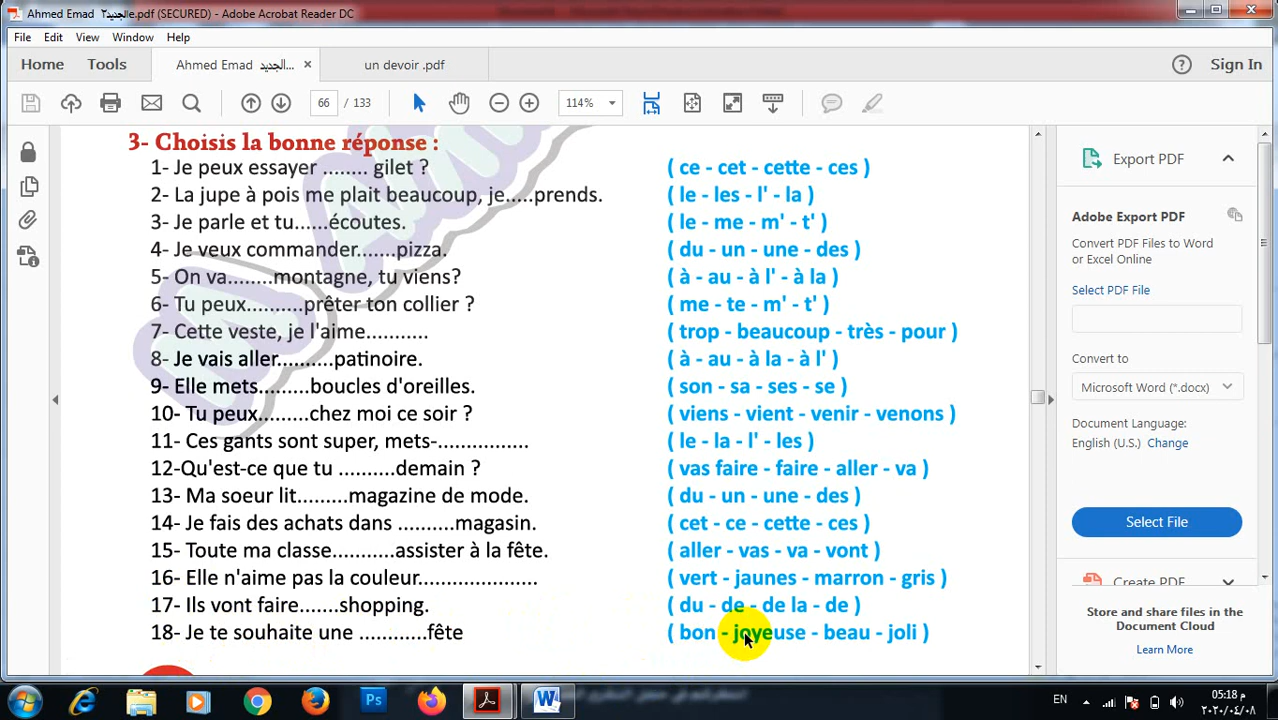 Ahmed Emad الجديد٢e.pdf (SECURED) - Adobe Acrobat Reader DC
File Edit View Window Help
Home Tools Ahmed Emad الجديد... × un devoir .pdf Sign In
66 / 133 114%
3- Choisis la bonne réponse :
1- Je peux essayer ........ gilet ? ( ce - cet - cette - ces )
2- La jupe à pois me plait beaucoup, je.....prends. ( le - les - l' - la )
3- Je parle et tu......écoutes. ( le - me - m' - t' )
4- Je veux commander.......pizza. ( du - un - une - des )
5- On va........montagne, tu viens? ( à - au - à l' - à la )
6- Tu peux..........prêter ton collier ? ( me - te - m' - t' )
7- Cette veste, je l'aime........... ( trop - beaucoup - très - pour )
8- Je vais aller..........patinoire. ( à - au - à la - à l' )
9- Elle mets.........boucles d'oreilles. ( son - sa - ses - se )
10- Tu peux.........chez moi ce soir ? ( viens - vient - venir - venons )
11- Ces gants sont super, mets-................ ( le - la - l' - les )
12-Qu'est-ce que tu ..........demain ? ( vas faire - faire - aller - va )
13- Ma soeur lit.........magazine de mode. ( du - un - une - des )
14- Je fais des achats dans ..........magasin. ( cet - ce - cette - ces )
15- Toute ma classe...........assister à la fête. ( aller - vas - va - vont )
16- Elle n'aime pas la couleur..................... ( vert - jaunes - marron - gris )
17- Ils vont faire.......shopping. ( du - de - de la - de )
18- Je te souhaite une ............fête ( bon - joyeuse - beau - joli )
Export PDF
Adobe Export PDF
Convert PDF Files to Word
or Excel Online
Select PDF File
Convert to
Microsoft Word (*.docx)
Document Language:
English (U.S.) Change
Select File
Create PDF
Store and share files in the
Document Cloud
Learn More
EN
٠٥:١٨ م
٢٠٢٠/٠٤/٠٨